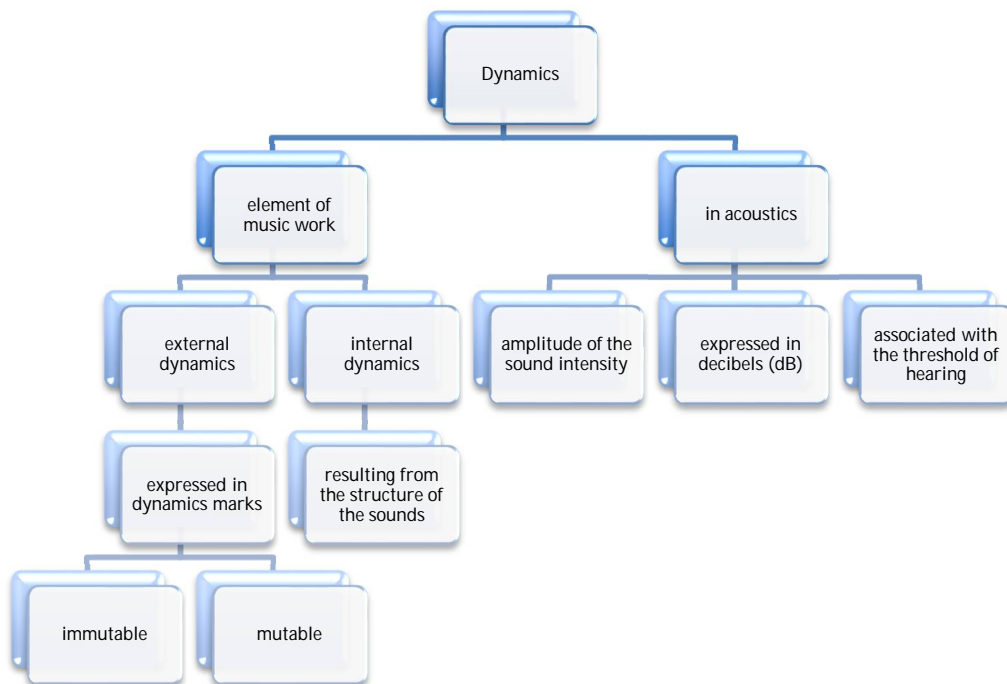 Dynamics
element of
music work
in acoustics
external
dynamics
internal
dynamics
amplitude of the
sound intensity
expressed in
decibels (dB)
associated with
the threshold of
hearing
expressed in
dynamics marks
resulting from
the structure of
the sounds
immutable
mutable